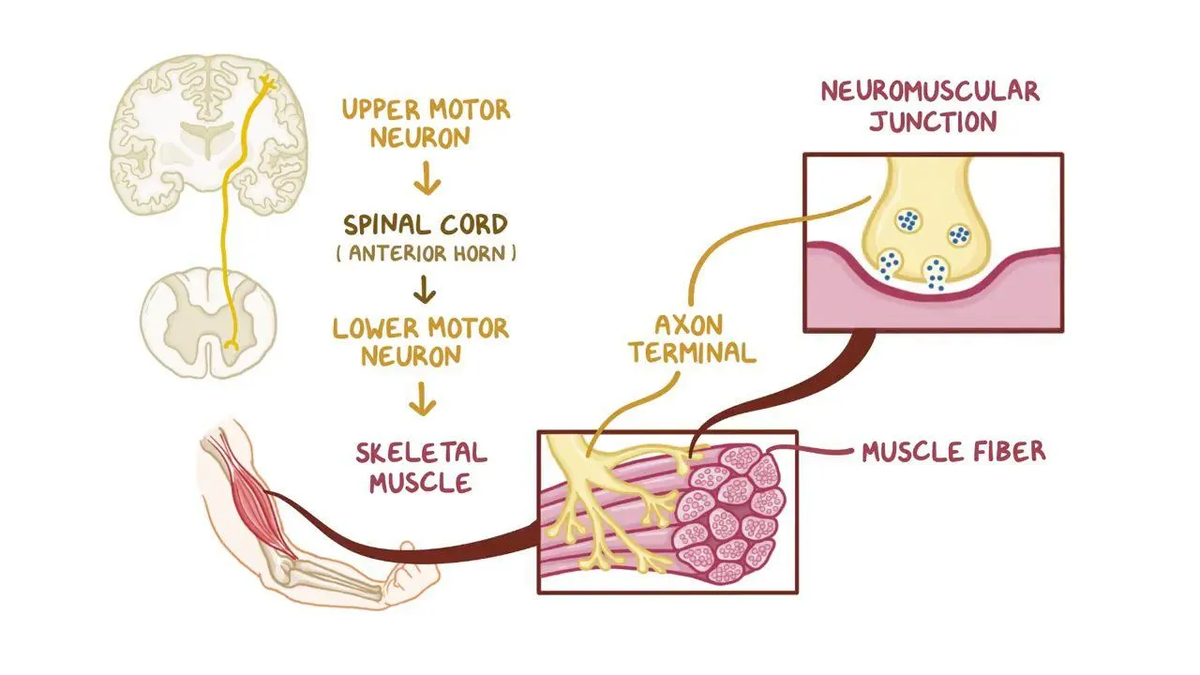 UPPER MOTOR
NEURON
SPINAL CORD
(ANTERIOR HORN)
LOWER MOTOR
NEURON
SKELETAL
MUSCLE
AXON
TERMINAL
NEUROMUSCULAR
JUNCTION
MUSCLE FIBER